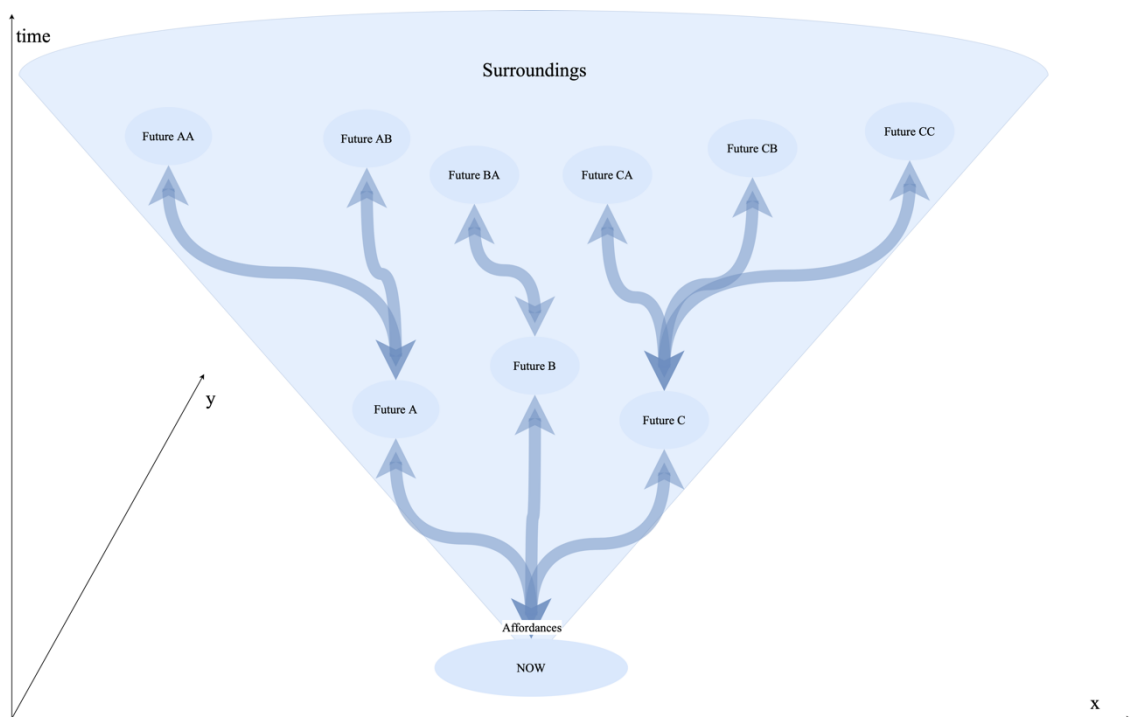 time
Surroundings
Future AA
Future AB
Future BA
Future CA
Future CB
Future CC
y
Future A
Future B
Future C
Affordances
NOW
x